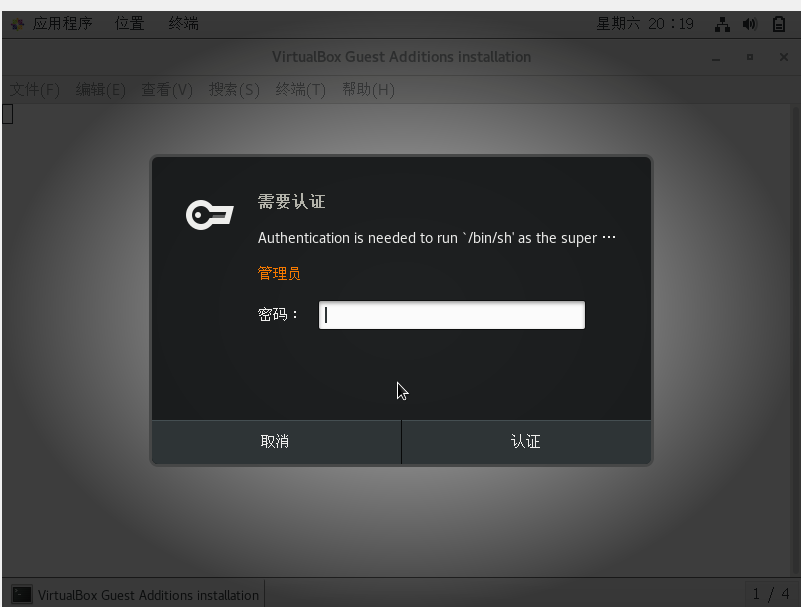 应用程序 位置 终端 星期六 20：19
VirtualBox Guest Additions installation
文件(F) 编辑(E) 查看(V) 搜索(S) 终端(T) 帮助(H)
需要认证
Authentication is needed to run `/bin/sh' as the super …
管理员
密码：
取消 认证
VirtualBox Guest Additions installation 1 / 4